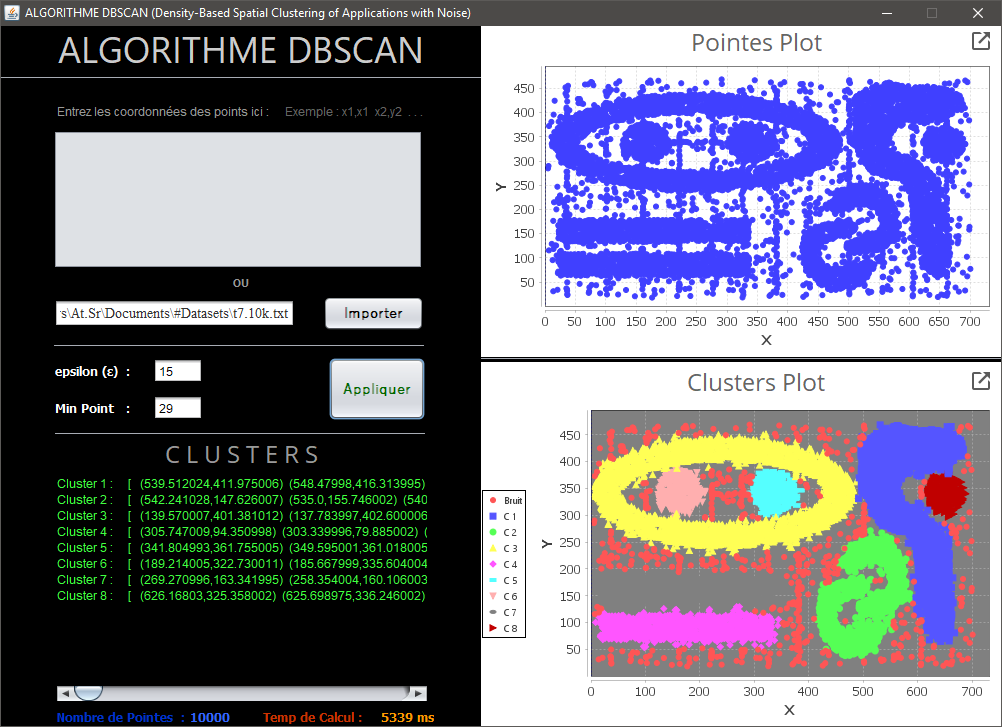 ALGORITHME DBSCAN (Density-Based Spatial Clustering of Applications with Noise)
ALGORITHME DBSCAN
Entrez les coordonnées des points ici : Exemple : x1,x1 x2,y2 . . .
OU
s\At.Sr\Documents\#Datasets\t7.10k.txt
Importer
epsilon (ε) : 15
Min Point : 29
Appliquer
CLUSTERS
Cluster 1 : [ (539.512024,411.975006) (548.47998,416.313995)
Cluster 2 : [ (542.241028,147.626007) (535.0,155.746002) (540
Cluster 3 : [ (139.570007,401.381012) (137.783997,402.600006
Cluster 4 : [ (305.747009,94.350998) (303.339996,79.885002) (
Cluster 5 : [ (341.804993,361.755005) (349.595001,361.018005
Cluster 6 : [ (189.214005,322.730011) (185.667999,335.604004
Cluster 7 : [ (269.270996,163.341995) (258.354004,160.106003
Cluster 8 : [ (626.16803,325.358002) (625.698975,336.246002)
Nombre de Pointes : 10000
Temp de Calcul : 5339 ms
Pointes Plot
450
400
350
300
250
200
150
100
50
Y
0 50 100 150 200 250 300 350 400 450 500 550 600 650 700
X
Clusters Plot
Bruit
C 1
C 2
C 3
C 4
C 5
C 6
C 7
C 8
450
400
350
300
250
200
150
100
50
Y
0 100 200 300 400 500 600 700
X